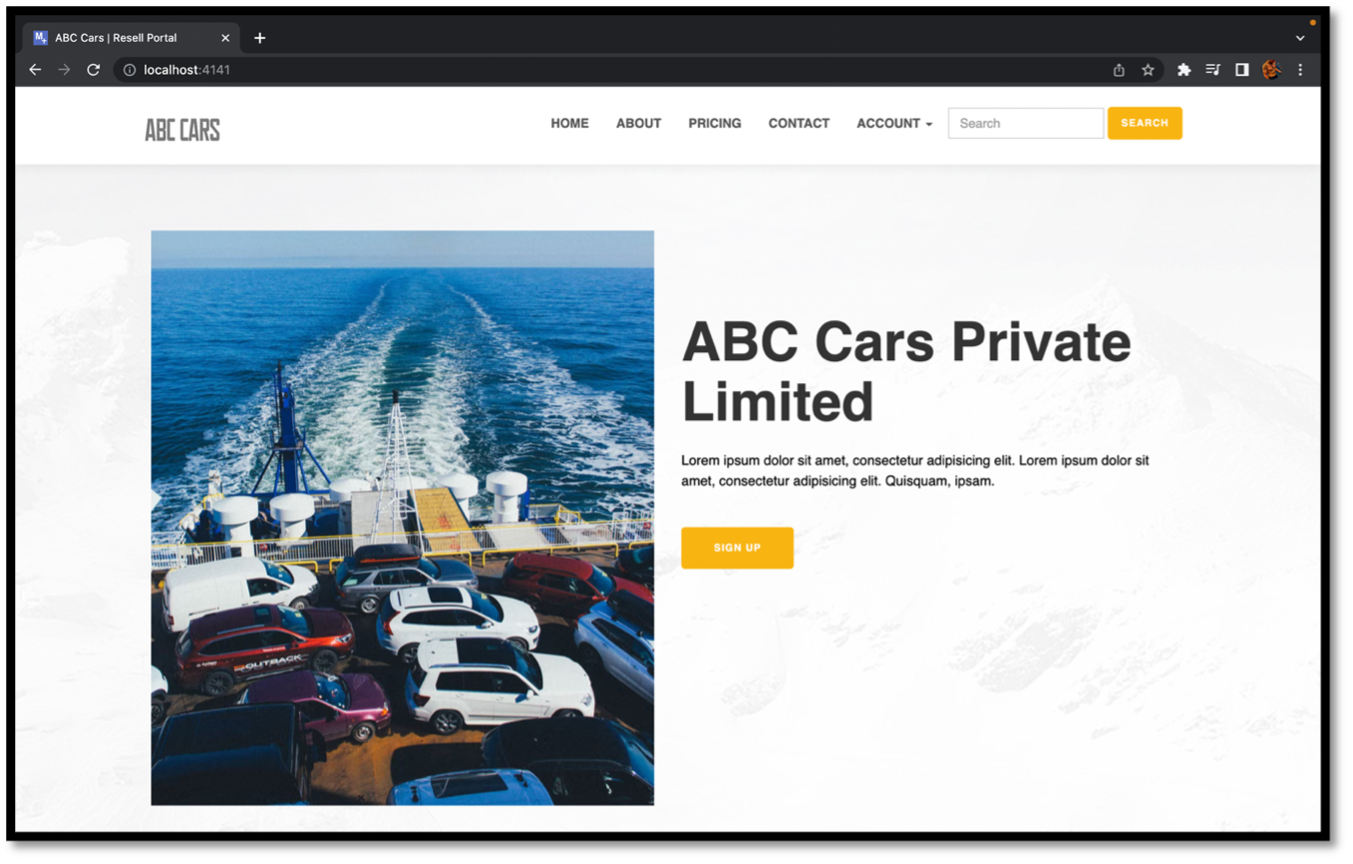 M+
ABC Cars | Resell Portal
localhost:4141
ABC CARS
HOME ABOUT PRICING CONTACT ACCOUNT Search SEARCH
ABC Cars Private
Limited
Lorem ipsum dolor sit amet, consectetur adipisicing elit. Lorem ipsum dolor sit
amet, consectetur adipisicing elit. Quisquam, ipsam.
SIGN UP
OUTBACK